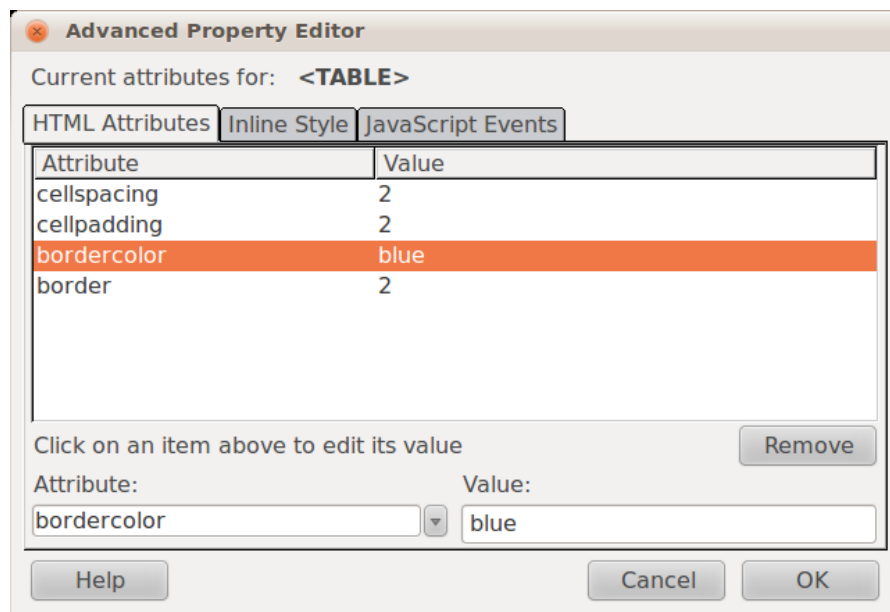 Advanced Property Editor
Current attributes for: <TABLE>
HTML Attributes Inline Style JavaScript Events
Attribute Value
cellspacing 2
cellpadding 2
bordercolor blue
border 2
Click on an item above to edit its value Remove
Attribute: Value:
bordercolor blue
Help Cancel OK